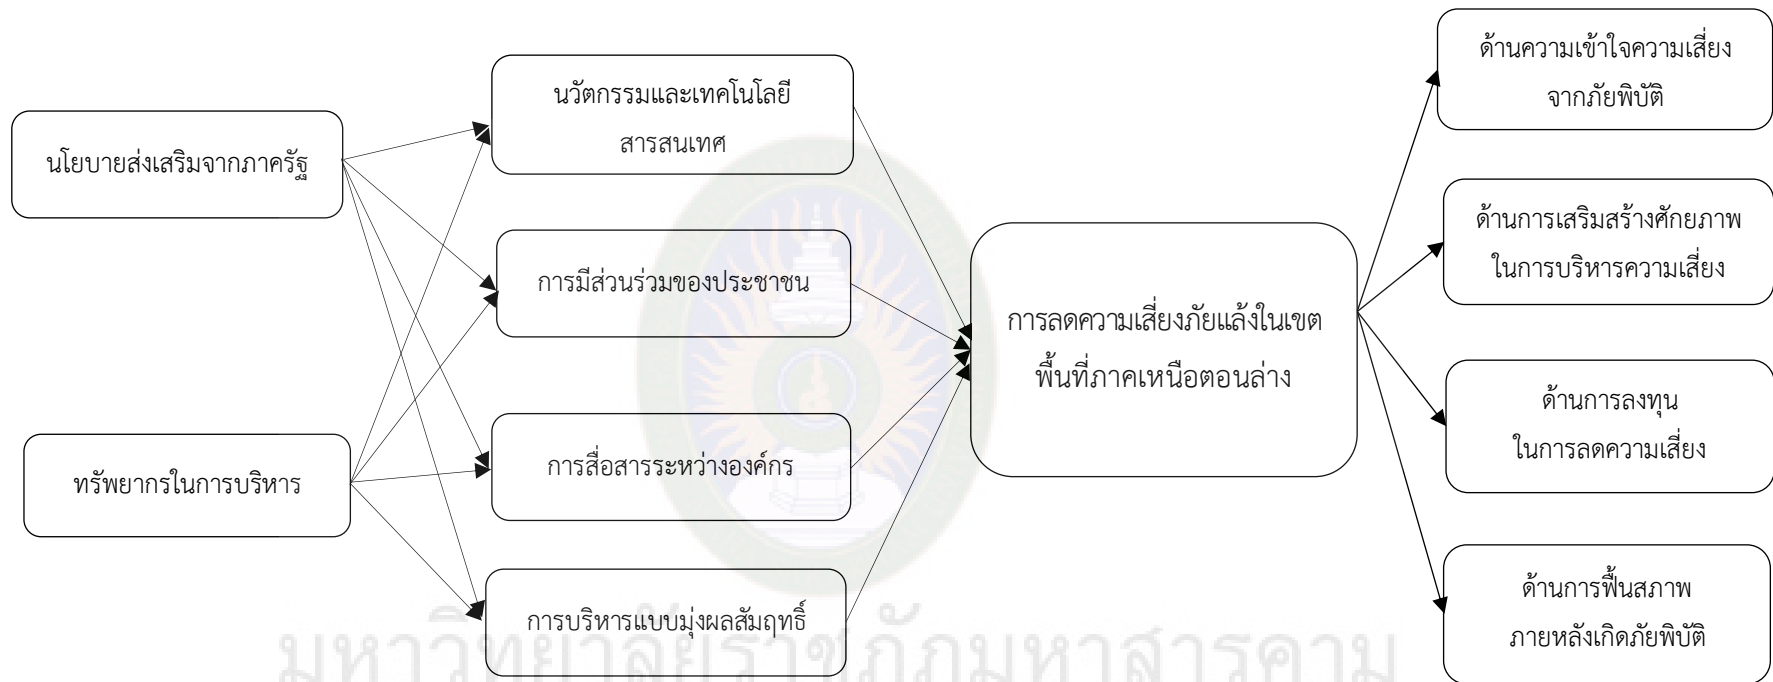 นโยบายส่งเสริมจากภาครัฐ
ทรัพยากรในการบริหาร
นวัตกรรมและเทคโนโลยี
สารสนเทศ
การมีส่วนร่วมของประชาชน
การสื่อสารระหว่างองค์กร
การบริหารแบบมุ่งผลสัมฤทธิ์
การลดความเสี่ยงภัยแล้งในเขต
พื้นที่ภาคเหนือตอนล่าง
ด้านความเข้าใจความเสี่ยง
จากภัยพิบัติ
ด้านการเสริมสร้างศักยภาพ
ในการบริหารความเสี่ยง
ด้านการลงทุน
ในการลดความเสี่ยง
ด้านการฟื้นสภาพ
ภายหลังเกิดภัยพิบัติ
มหาวิทยาลัยราชภัฏมหาสารคาม